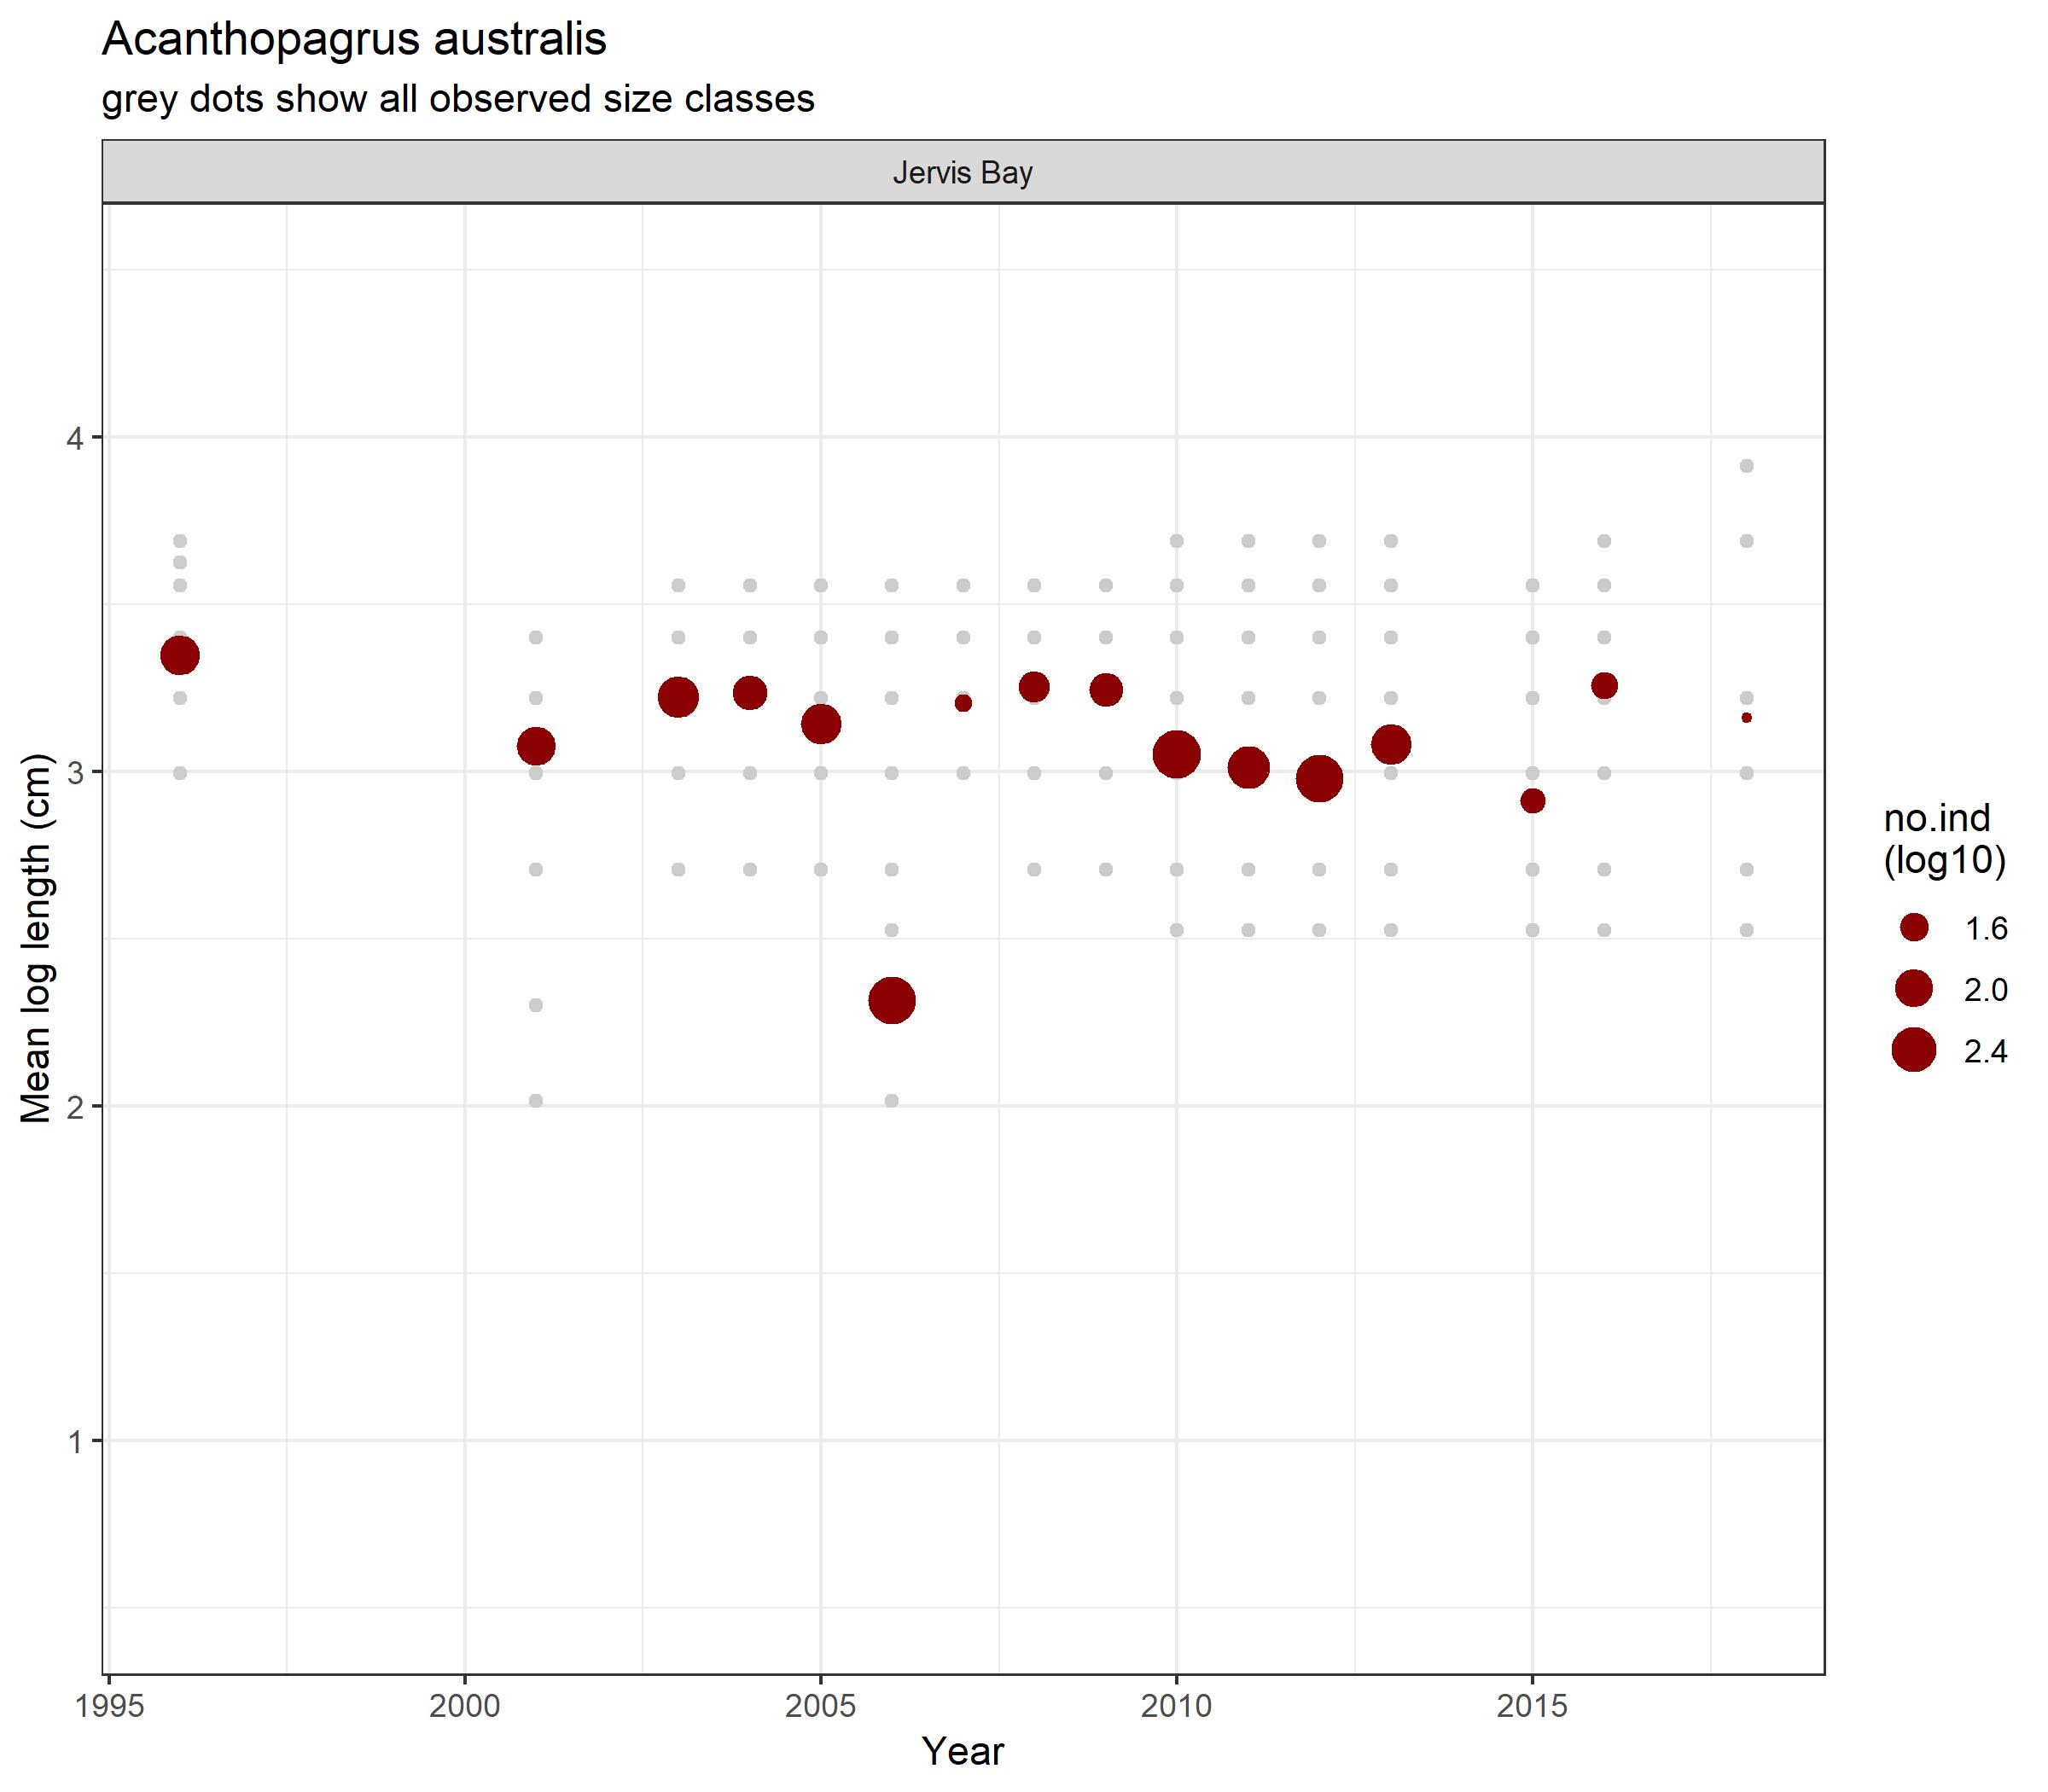 Acanthopagrus australis
grey dots show all observed size classes
Jervis Bay
Mean log length (cm)
4
3
2
1
1995 2000 2005 2010 2015
Year
no.ind
(log10)
1.6
2.0
2.4